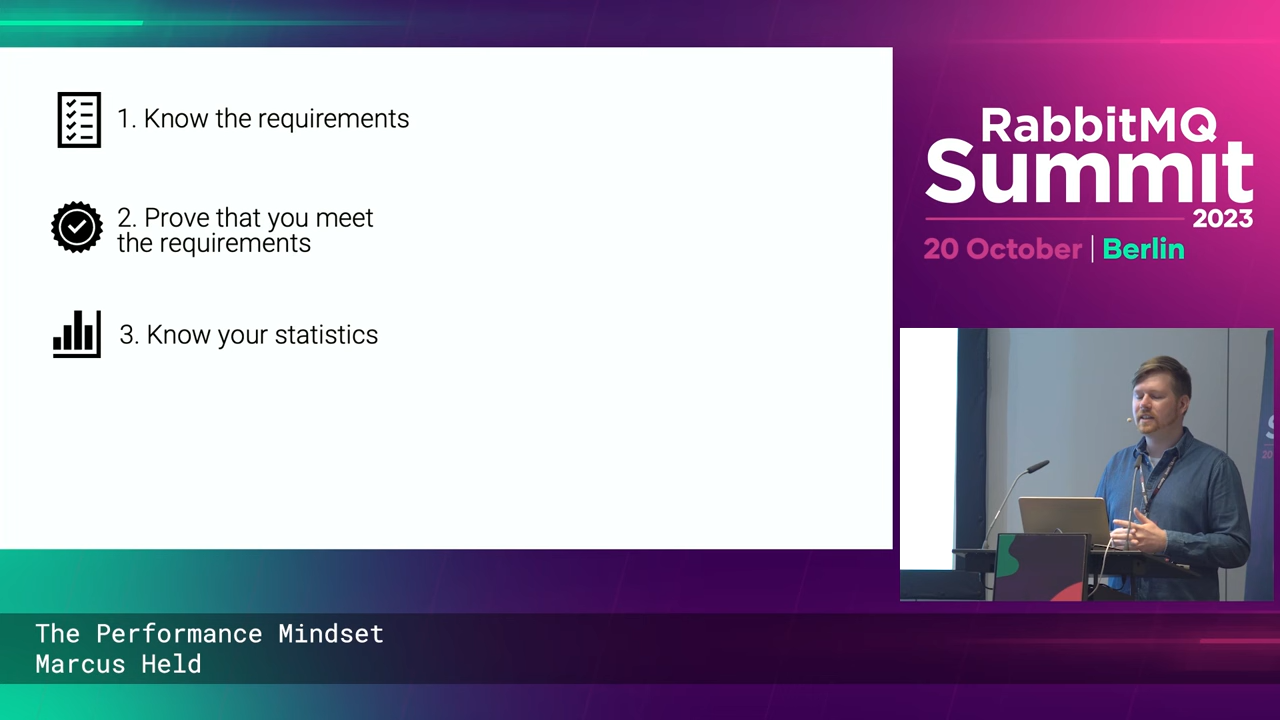 1. Know the requirements
2. Prove that you meet
the requirements
3. Know your statistics
RabbitMQ
Summit
2023
20 October | Berlin
The Performance Mindset
Marcus Held